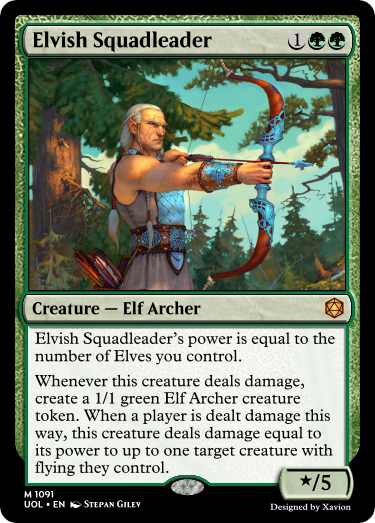 Elvish Squadleader 1
Creature — Elf Archer
Elvish Squadleader's power is equal to the
number of Elves you control.
Whenever this creature deals damage,
create a 1/1 green Elf Archer creature
token. When a player is dealt damage this
way, this creature deals damage equal to
its power to up to one target creature with
flying they control.
★/5
M 1091
UOL • EN Stepan Gilev
Designed by Xavion